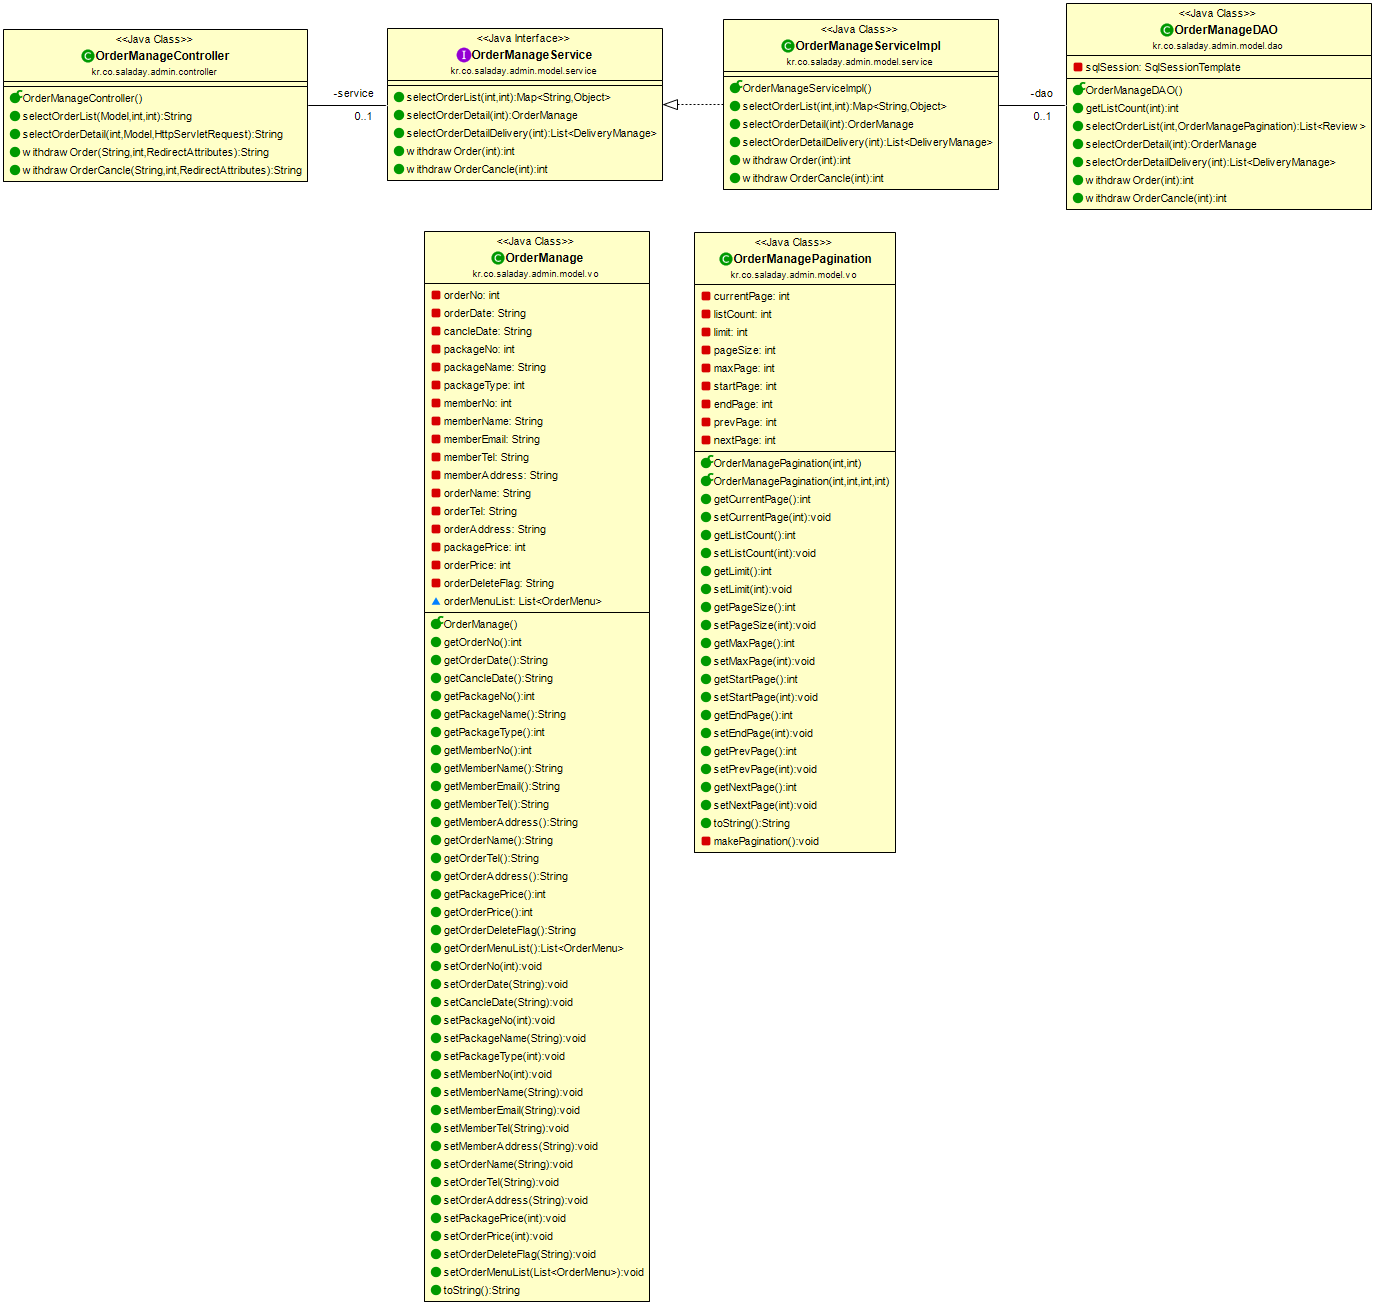 <<Java Class>>
OrderManageController
kr.co.saladay.admin.controller
OrderManageController()
selectOrderList(Model,int,int):String
selectOrderDetail(int,Model,HttpServletRequest):String
withdrawOrder(String,int,RedirectAttributes):String
withdrawOrderCancle(String,int,RedirectAttributes):String
-service
0..1
<<Java Interface>>
OrderManageService
kr.co.saladay.admin.model.service
selectOrderList(int,int):Map<String,Object>
selectOrderDetail(int):OrderManage
selectOrderDetailDelivery(int):List<DeliveryManage>
withdrawOrder(int):int
withdrawOrderCancle(int):int
<<Java Class>>
OrderManageServiceImpl
kr.co.saladay.admin.model.service
OrderManageServiceImpl()
selectOrderList(int,int):Map<String,Object>
selectOrderDetail(int):OrderManage
selectOrderDetailDelivery(int):List<DeliveryManage>
withdrawOrder(int):int
withdrawOrderCancle(int):int
-dao
0..1
<<Java Class>>
OrderManageDAO
kr.co.saladay.admin.model.dao
sqlSession: SqlSessionTemplate
OrderManageDAO()
getListCount(int):int
selectOrderList(int,OrderManagePagination):List<Review>
selectOrderDetail(int):OrderManage
selectOrderDetailDelivery(int):List<DeliveryManage>
withdrawOrder(int):int
withdrawOrderCancle(int):int
<<Java Class>>
OrderManage
kr.co.saladay.admin.model.vo
orderNo: int
orderDate: String
cancleDate: String
packageNo: int
packageName: String
packageType: int
memberNo: int
memberName: String
memberEmail: String
memberTel: String
memberAddress: String
orderName: String
orderTel: String
orderAddress: String
packagePrice: int
orderPrice: int
orderDeleteFlag: String
orderMenuList: List<OrderMenu>
OrderManage()
getOrderNo():int
getOrderDate():String
getCancleDate():String
getPackageNo():int
getPackageName():String
getPackageType():int
getMemberNo():int
getMemberName():String
getMemberEmail():String
getMemberTel():String
getMemberAddress():String
getOrderName():String
getOrderTel():String
getOrderAddress():String
getPackagePrice():int
getOrderPrice():int
getOrderDeleteFlag():String
getOrderMenuList():List<OrderMenu>
setOrderNo(int):void
setOrderDate(String):void
setCancleDate(String):void
setPackageNo(int):void
setPackageName(String):void
setPackageType(int):void
setMemberNo(int):void
setMemberName(String):void
setMemberEmail(String):void
setMemberTel(String):void
setMemberAddress(String):void
setOrderName(String):void
setOrderTel(String):void
setOrderAddress(String):void
setPackagePrice(int):void
setOrderPrice(int):void
setOrderDeleteFlag(String):void
setOrderMenuList(List<OrderMenu>):void
toString():String
<<Java Class>>
OrderManagePagination
kr.co.saladay.admin.model.vo
currentPage: int
listCount: int
limit: int
pageSize: int
maxPage: int
startPage: int
endPage: int
prevPage: int
nextPage: int
OrderManagePagination(int,int)
OrderManagePagination(int,int,int,int)
getCurrentPage():int
setCurrentPage(int):void
getListCount():int
setListCount(int):void
getLimit():int
setLimit(int):void
getPageSize():int
setPageSize(int):void
getMaxPage():int
setMaxPage(int):void
getStartPage():int
setStartPage(int):void
getEndPage():int
setEndPage(int):void
getPrevPage():int
setPrevPage(int):void
getNextPage():int
setNextPage(int):void
toString():String
makePagination():void